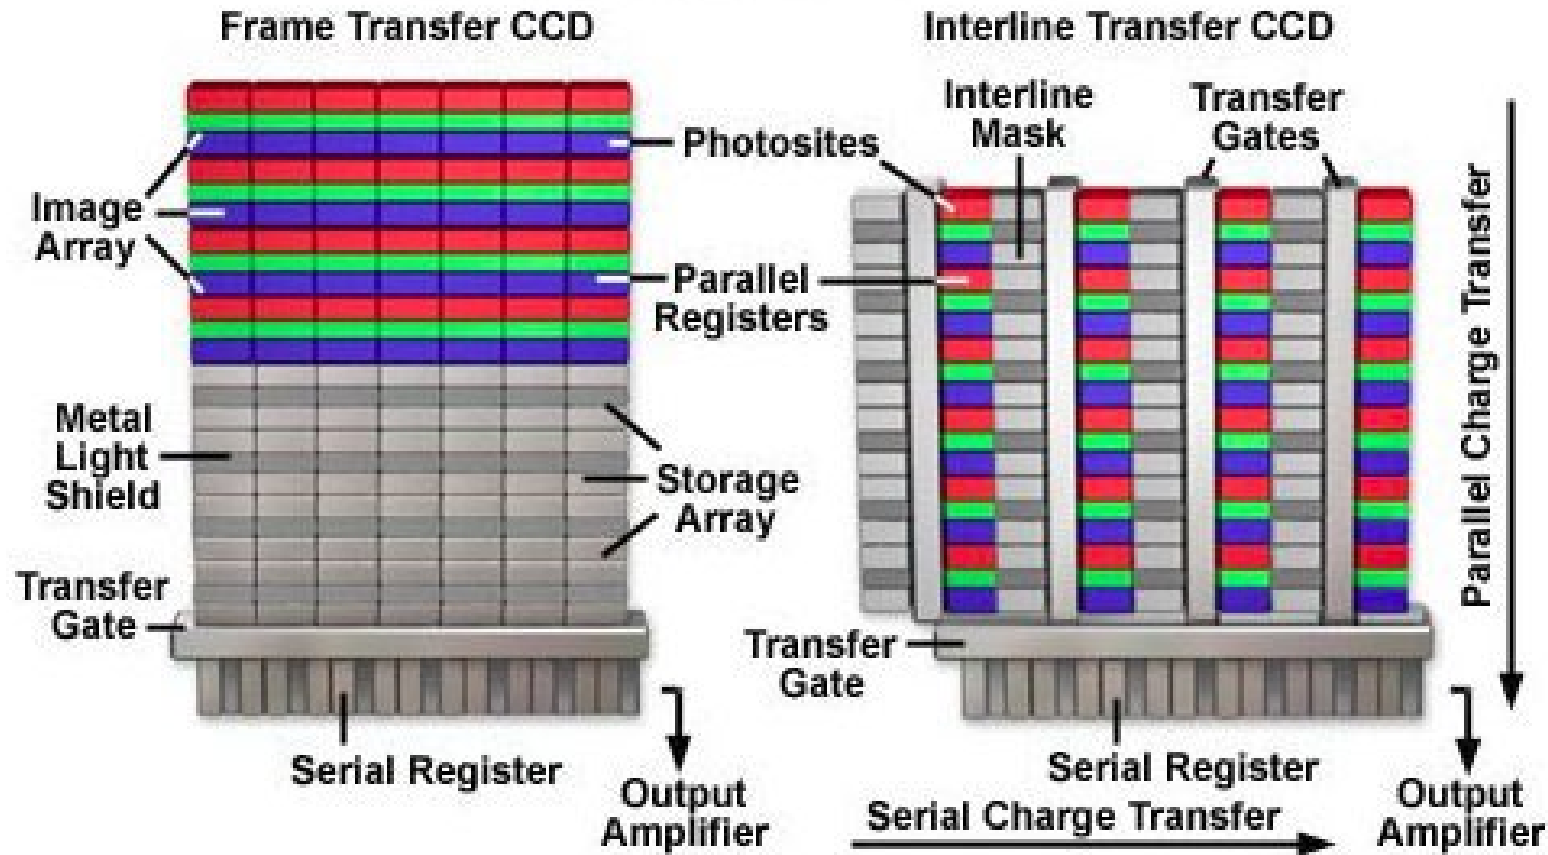 Frame Transfer CCD
Interline Transfer CCD
Interline
Mask
Transfer
Gates
Photosites
Image
Array
Parallel
Registers
Metal
Light
Shield
Storage
Array
Transfer
Gate
Transfer
Gate
Serial Register
Output
Amplifier
Serial Register
Output
Amplifier
Serial Charge Transfer
Parallel Charge Transfer